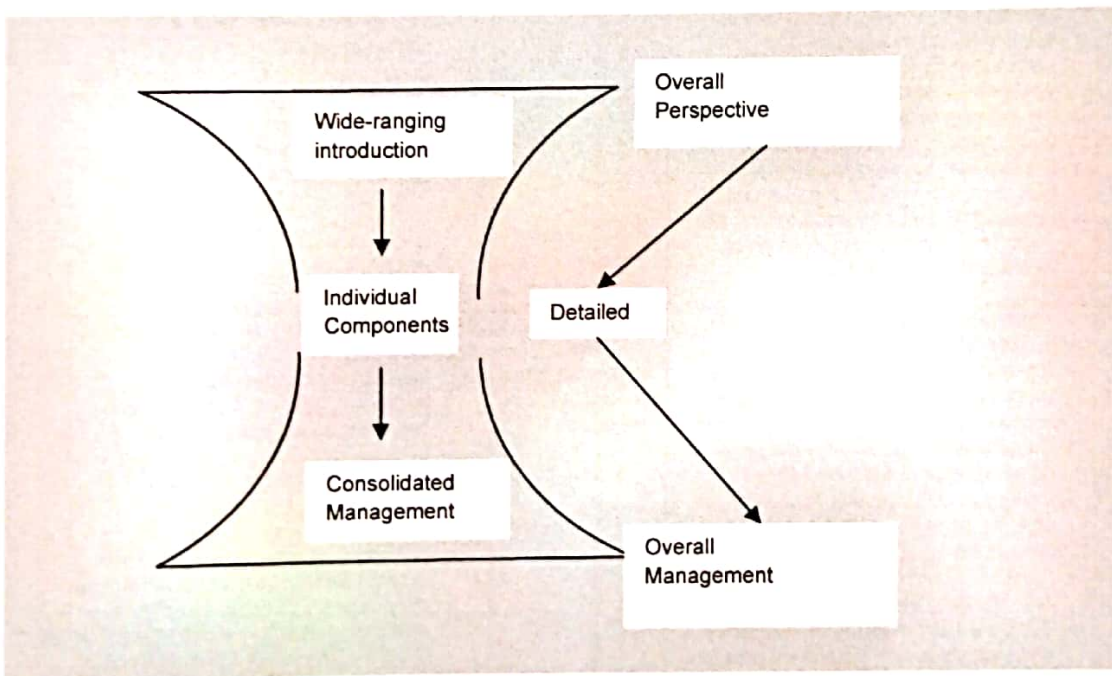 Wide-ranging
introduction
Individual
Components
Consolidated
Management
Overall
Perspective
Detailed
Overall
Management